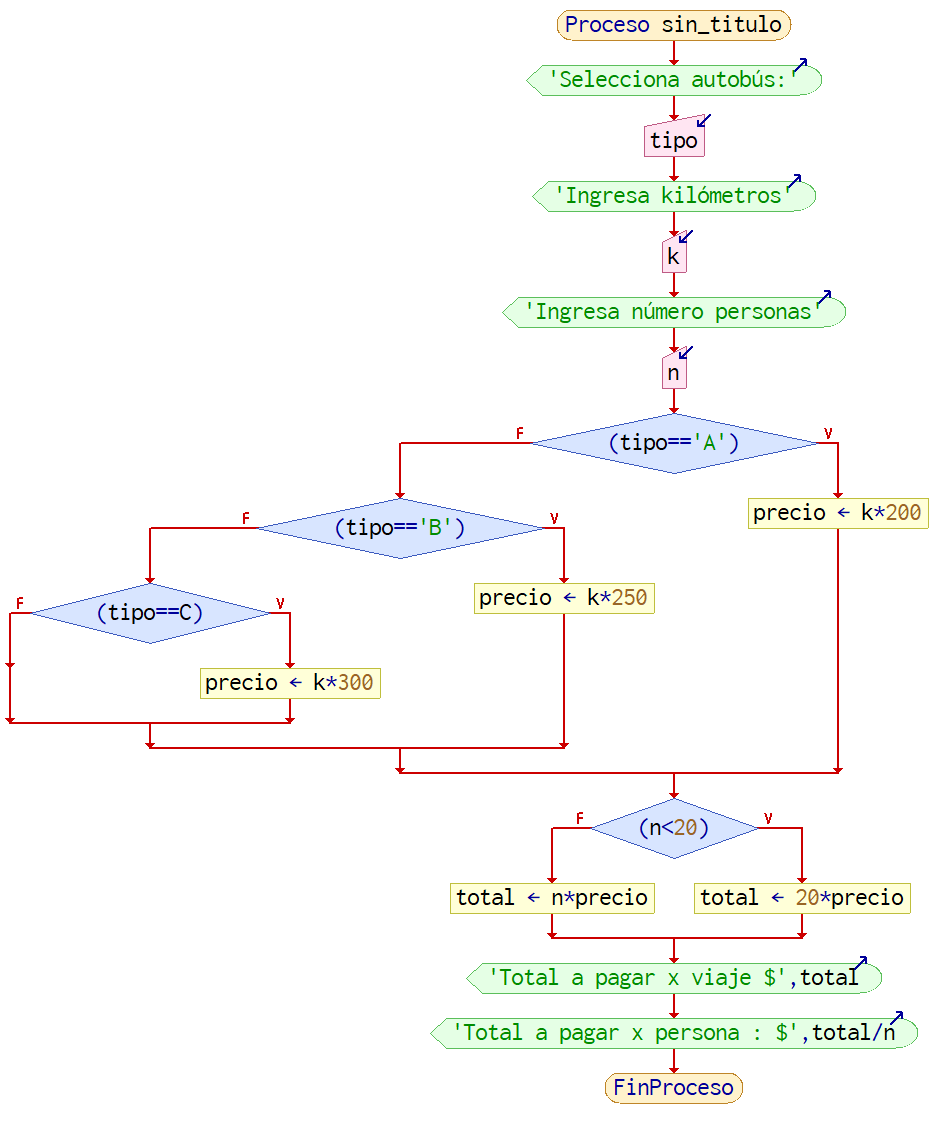 Proceso sin_titulo
'Selecciona autobús:'
tipo
'Ingresa kilómetros'
k
'Ingresa número personas'
n
F
(tipo=='A')
V
F
(tipo=='B')
V
precio ← k*200
F
(tipo==C)
V
precio ← k*250
precio ← k*300
F
(n<20)
V
total ← n*precio
total ← 20*precio
'Total a pagar x viaje $',total
'Total a pagar x persona : $',total/n
FinProceso